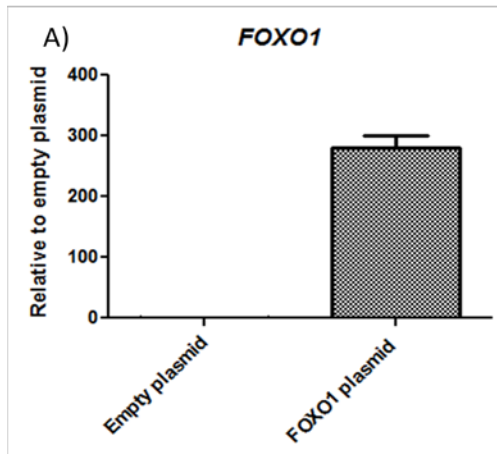 A)
FOXO1
Relative to empty plasmid
400
300
200
100
0
Empty plasmid
FOXO1 plasmid